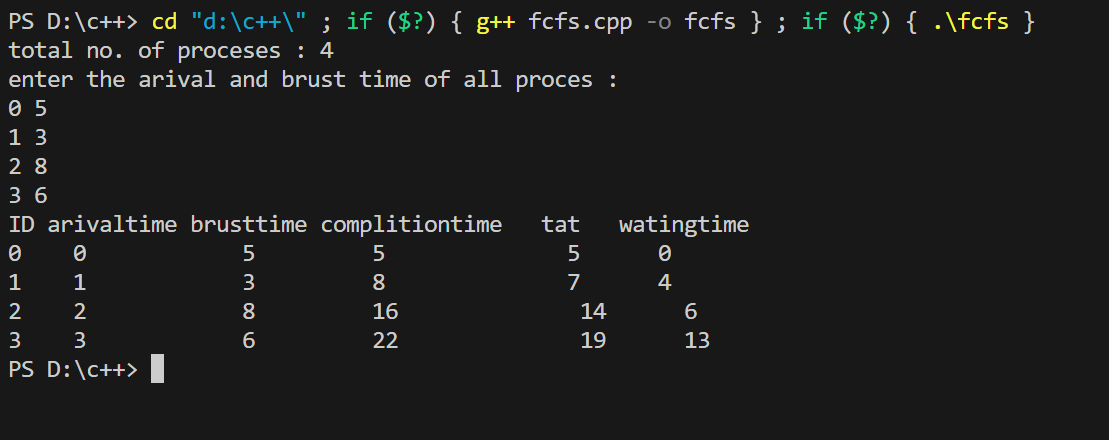 PS D:\c++> cd "d:\c++\" ; if ($?) { g++ fcfs.cpp -o fcfs } ; if ($?) { .\fcfs }
total no. of proceses : 4
enter the arival and brust time of all proces :
0 5
1 3
2 8
3 6
ID arivaltime brusttime complitiontime   tat   watingtime
0    0            5         5              5      0
1    1            3         8              7      4
2    2            8         16              14      6
3    3            6         22              19      13
PS D:\c++>